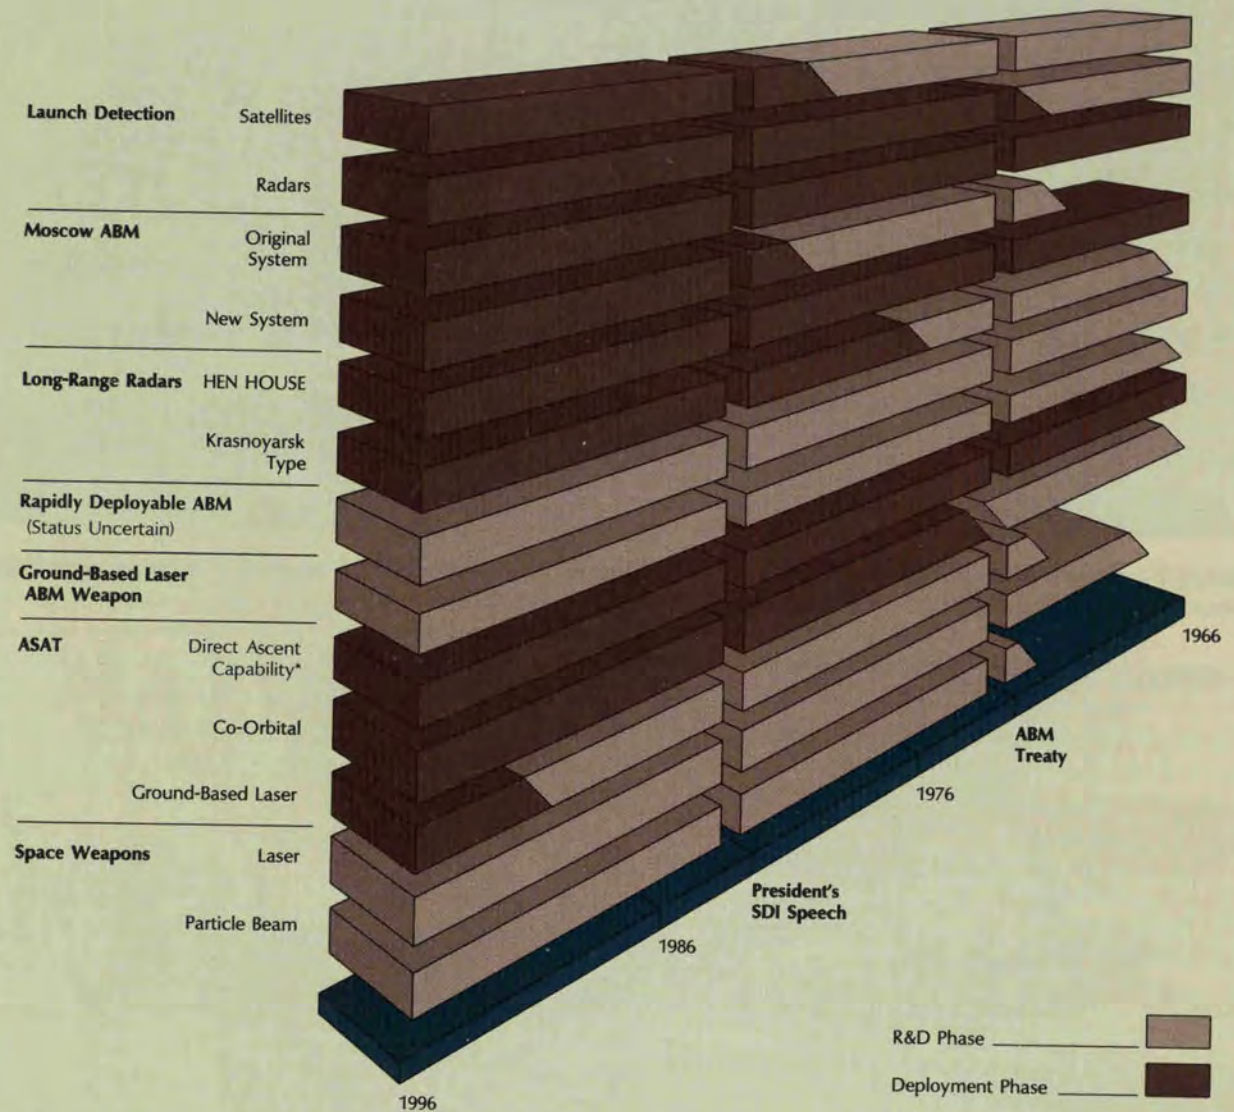 Launch Detection Satellites
Radars
Moscow ABM Original
System
New System
Long-Range Radars HEN HOUSE
Krasnoyarsk
Type
Rapidly Deployable ABM
(Status Uncertain)
Ground-Based Laser
ABM Weapon
ASAT Direct Ascent
Capability*
Co-Orbital
Ground-Based Laser
Space Weapons Laser
Particle Beam
1966
ABM
Treaty
1976
President's
SDI Speech
1986
1996
R&D Phase
Deployment Phase